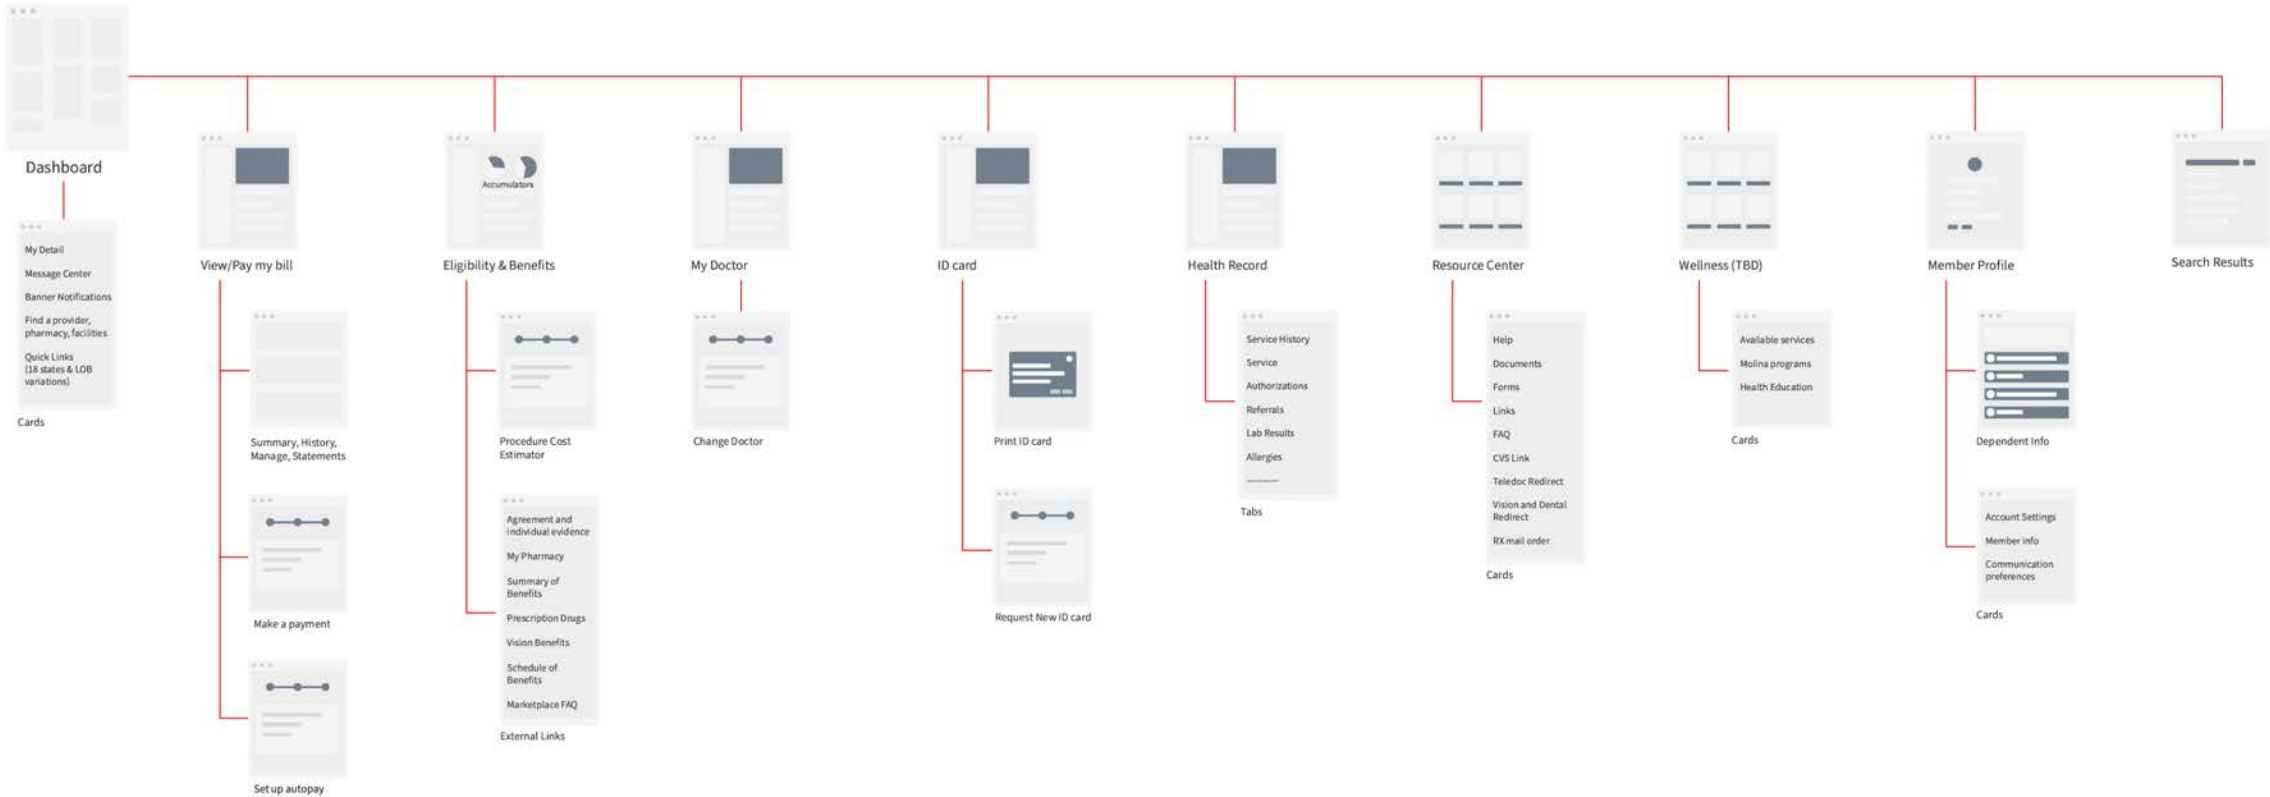 Dashboard
My Detail
Message Center
Banner Notifications
Find a provider,
pharmacy, facilities
Quick Links
(18 states & LOB
variations)
Cards
View/Pay my bill
Summary, History,
Manage, Statements
Make a payment
Set up autopay
Accumulators
Eligibility & Benefits
Procedure Cost
Estimator
Agreement and
individual evidence
My Pharmacy
Summary of
Benefits
Prescription Drugs
Vision Benefits
Schedule of
Benefits
Marketplace FAQ
External Links
My Doctor
Change Doctor
ID card
Print ID card
Request New ID card
Health Record
Service History
Service
Authorizations
Referrals
Lab Results
Allergies
Tabs
Resource Center
Help
Documents
Forms
Links
FAQ
CVS Link
Teledoc Redirect
Vision and Dental
Redirect
RX mail order
Cards
Wellness (TBD)
Available services
Molina programs
Health Education
Cards
Member Profile
Dependent Info
Account Settings
Member info
Communication
preferences
Cards
Search Results